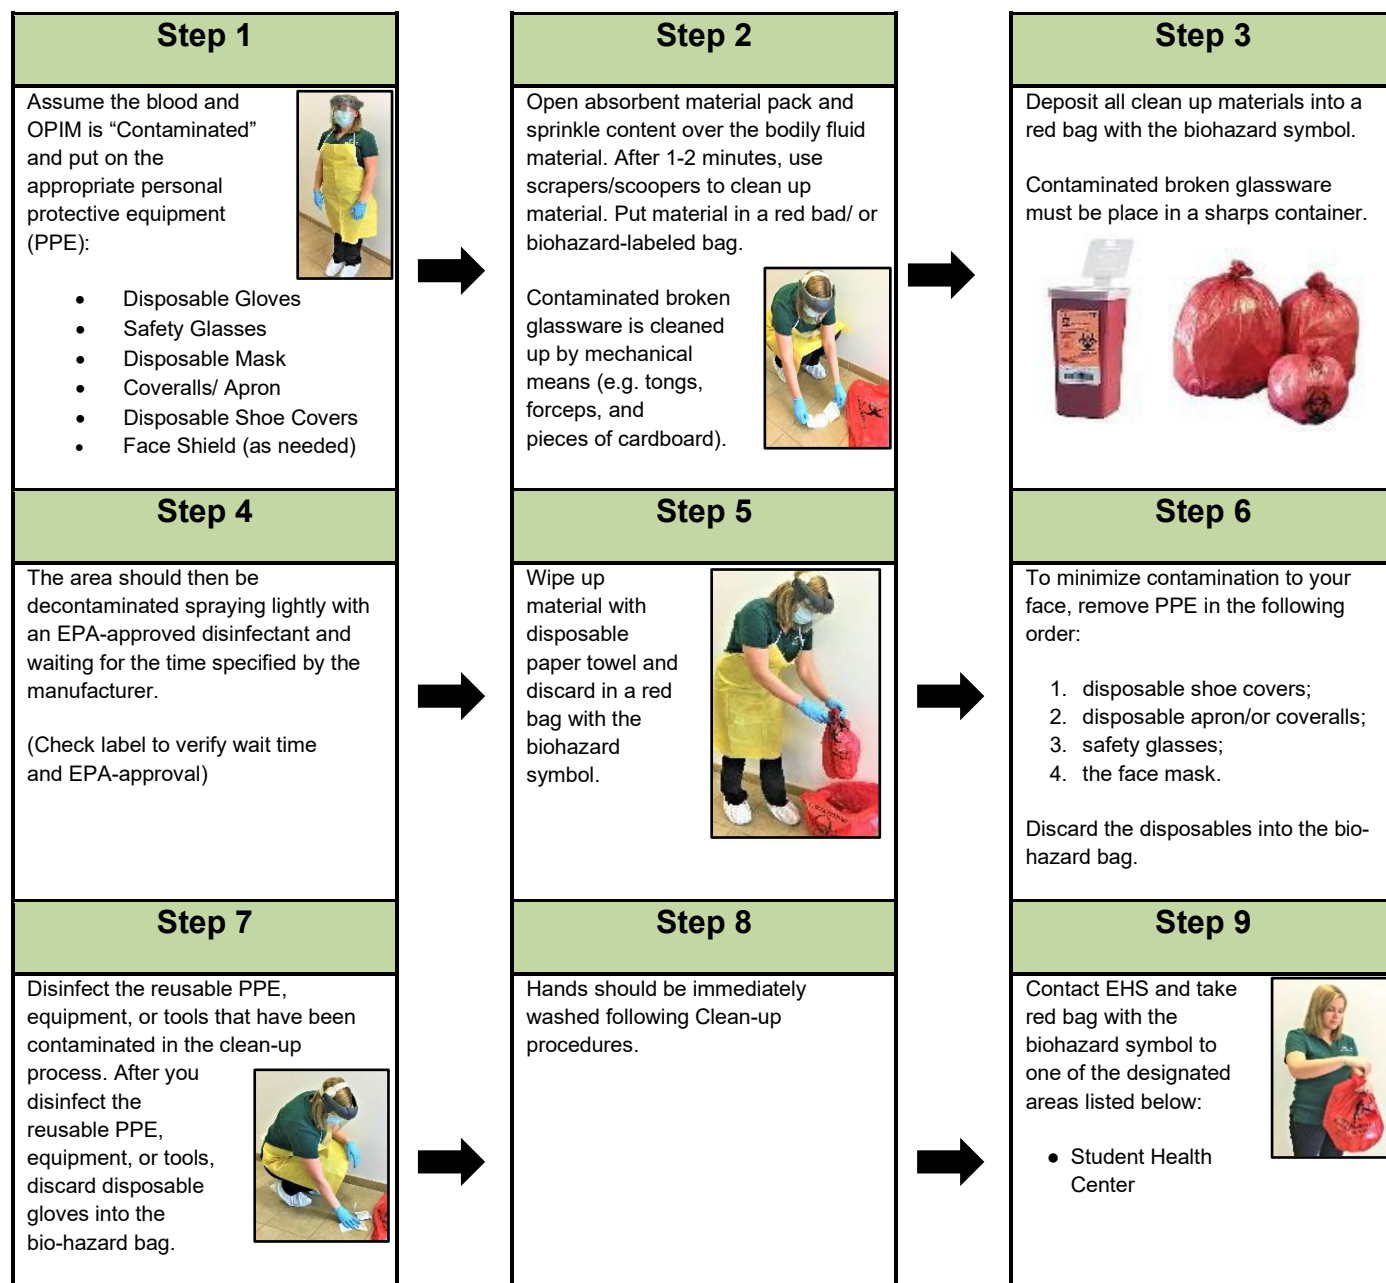 Step 1
Assume the blood and
OPIM is “Contaminated”
and put on the
appropriate personal
protective equipment
(PPE):
• Disposable Gloves
• Safety Glasses
• Disposable Mask
• Coveralls/ Apron
• Disposable Shoe Covers
• Face Shield (as needed)
Step 2
Open absorbent material pack and
sprinkle content over the bodily fluid
material. After 1-2 minutes, use
scrapers/scoopers to clean up
material. Put material in a red bad/ or
biohazard-labeled bag.
Contaminated broken
glassware is cleaned
up by mechanical
means (e.g. tongs,
forceps, and
pieces of cardboard).
Step 3
Deposit all clean up materials into a
red bag with the biohazard symbol.
Contaminated broken glassware
must be place in a sharps container.
Step 4
The area should then be
decontaminated spraying lightly with
an EPA-approved disinfectant and
waiting for the time specified by the
manufacturer.
(Check label to verify wait time
and EPA-approval)
Step 5
Wipe up
material with
disposable
paper towel and
discard in a red
bag with the
biohazard
symbol.
Step 6
To minimize contamination to your
face, remove PPE in the following
order:
1. disposable shoe covers;
2. disposable apron/or coveralls;
3. safety glasses;
4. the face mask.
Discard the disposables into the bio-
hazard bag.
Step 7
Disinfect the reusable PPE,
equipment, or tools that have been
contaminated in the clean-up
process. After you
disinfect the
reusable PPE,
equipment, or tools,
discard disposable
gloves into the
bio-hazard bag.
Step 8
Hands should be immediately
washed following Clean-up
procedures.
Step 9
Contact EHS and take
red bag with the
biohazard symbol to
one of the designated
areas listed below:
• Student Health
Center